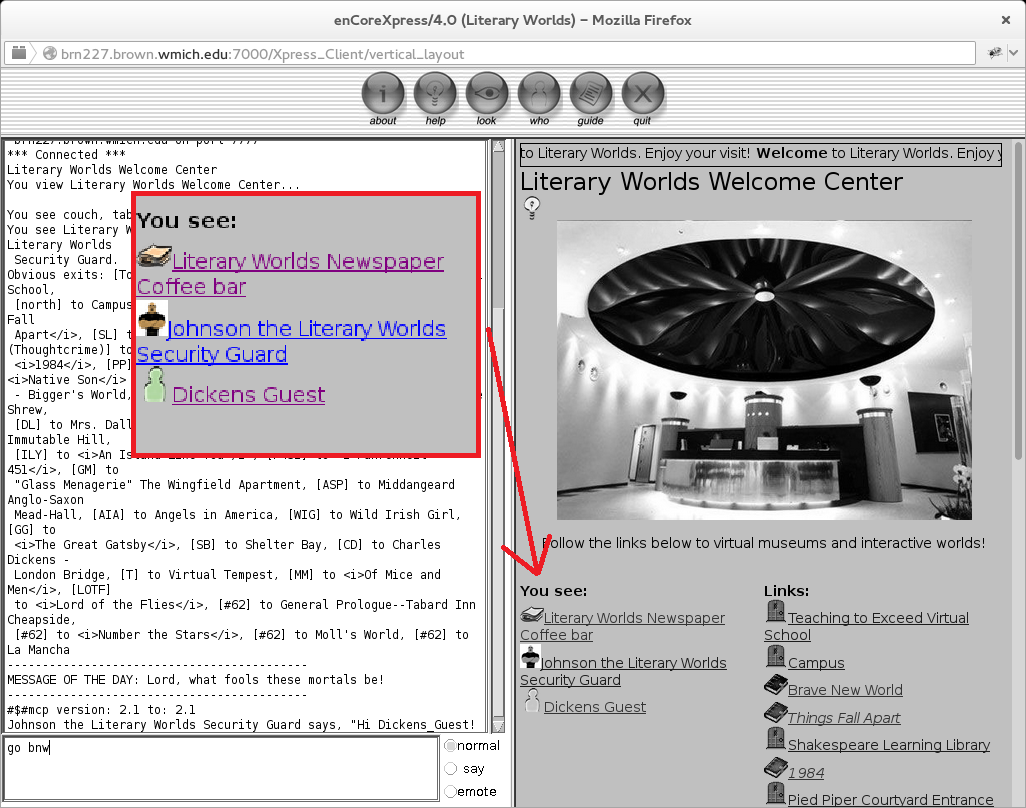 enCoreXpress/4.0 (Literary Worlds) – Mozilla Firefox
brn227.brown.wmich.edu:7000/Xpress_Client/vertical_layout
about help look who guide quit
brn227.brown.wmich.edu on port 7777
*** Connected ***
Literary Worlds Welcome Center
You view Literary Worlds Welcome Center...
You see couch, tab
You see Literary W
Literary Worlds
Security Guard.
Obvious exits: [To
School,
[north] to Campus
Fall
Apart</i>, [SL] t
(Thoughtcrime)] to
<i>1984</i>, [PP]
<i>Native Son</i>
- Bigger's World,
Shrew,
[DL] to Mrs. Dall
Immutable Hill,
[ILY] to <i>An
451</i>, [GM] to
"Glass Menagerie" The Wingfield Apartment, [ASP] to Middangeard
Anglo-Saxon
Mead-Hall, [AIA] to Angels in America, [WIG] to Wild Irish Girl,
[GG] to
<i>The Great Gatsby</i>, [SB] to Shelter Bay, [CD] to Charles
Dickens -
London Bridge, [T] to Virtual Tempest, [MM] to <i>Of Mice and
Men</i>, [LOTF]
to <i>Lord of the Flies</i>, [#62] to General Prologue--Tabard Inn
Cheapside,
[#62] to <i>Number the Stars</i>, [#62] to Moll's World, [#62] to
La Mancha
----------------------------------------
MESSAGE OF THE DAY: Lord, what fools these mortals be!
----------------------------------------
#$#mcp version: 2.1 to: 2.1
Johnson the Literary Worlds Security Guard says, "Hi Dickens_Guest!
You see:
Literary Worlds Newspaper
Coffee bar
Johnson the Literary Worlds
Security Guard
Dickens Guest
go bnw
normal
say
emote
to Literary Worlds. Enjoy your visit! Welcome to Literary Worlds. Enjoy y
Literary Worlds Welcome Center
Follow the links below to virtual museums and interactive worlds!
You see:
Literary Worlds Newspaper
Coffee bar
Johnson the Literary Worlds
Security Guard
Dickens Guest
Links:
Teaching to Exceed Virtual
School
Campus
Brave New World
Things Fall Apart
Shakespeare Learning Library
1984
Pied Piper Courtyard Entrance